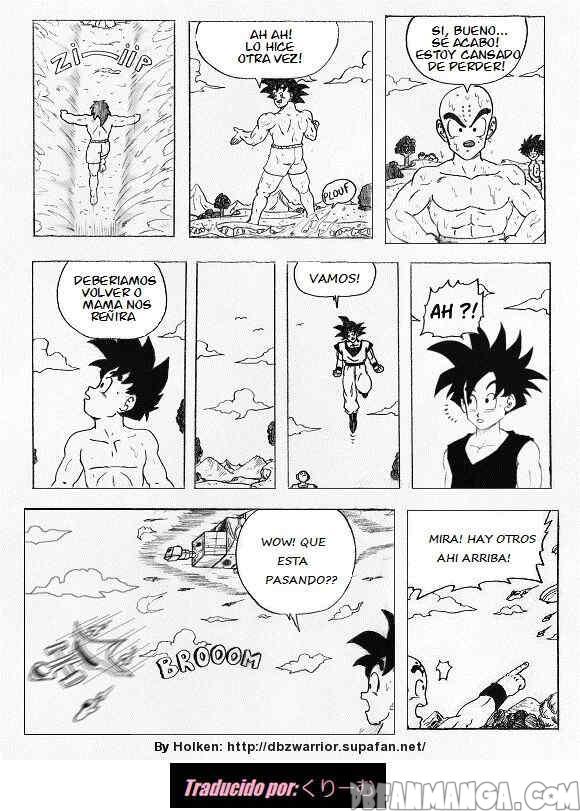 ZI—IIP
AH AH!
LO HICE
OTRA VEZ!
PLOUF
SI, BUENO...
SE ACABO!
ESTOY CANSADO
DE PERDER!
DEBERIAMOS
VOLVER O
MAMA NOS
REÑIRA
VAMOS!
AH ?!
WOW! QUE
ESTA
PASANDO??
BROOOM
MIRA! HAY OTROS
AHI ARRIBA!
By Holken: http://dbzwarrior.supafan.net/
Traducido por:くりーむ
DBFANMANGA.COM